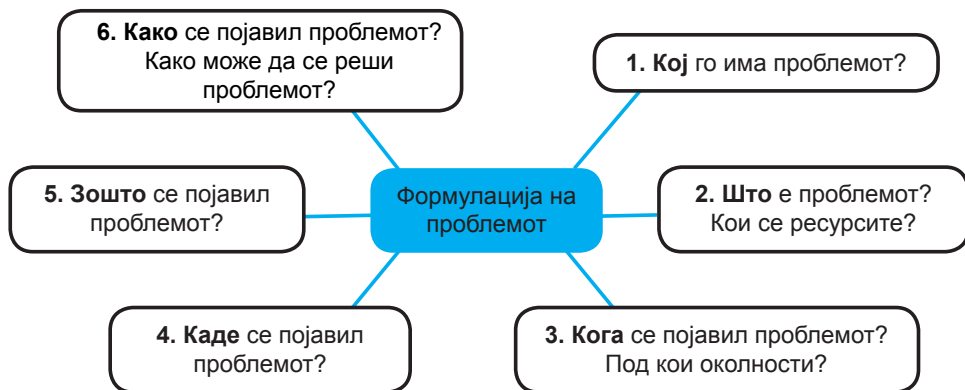 6. Како се појавил проблемот?
Како може да се реши
проблемот?
1. Кој го има проблемот?
5. Зошто се појавил
проблемот?
Формулација на
проблемот
2. Што е проблемот?
Кои се ресурсите?
4. Каде се појавил
проблемот?
3. Кога се појавил проблемот?
Под кои околности?